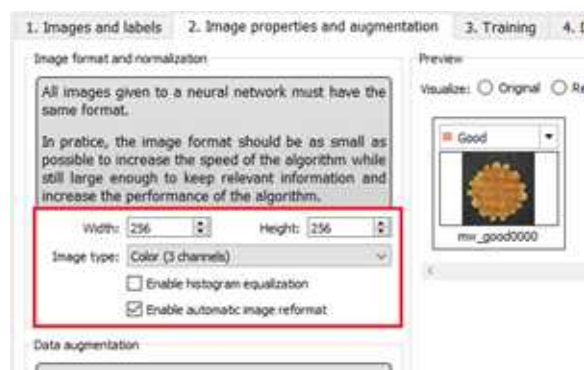 1. Images and labels
2. Image properties and augmentation
3. Training
4.
Image format and normalization
All images given to a neural network must have the
same format.
In pratice, the image format should be as small as
possible to increase the speed of the algorithm while
still large enough to keep relevant information and
increase the performance of the algorithm.
Width: 256
Height: 256
Image type: Color (3 channels)
Enable histogram equalization
Enable automatic image reformat
Data augmentation
Preview
Visualize: Original
Good
mw_good0000